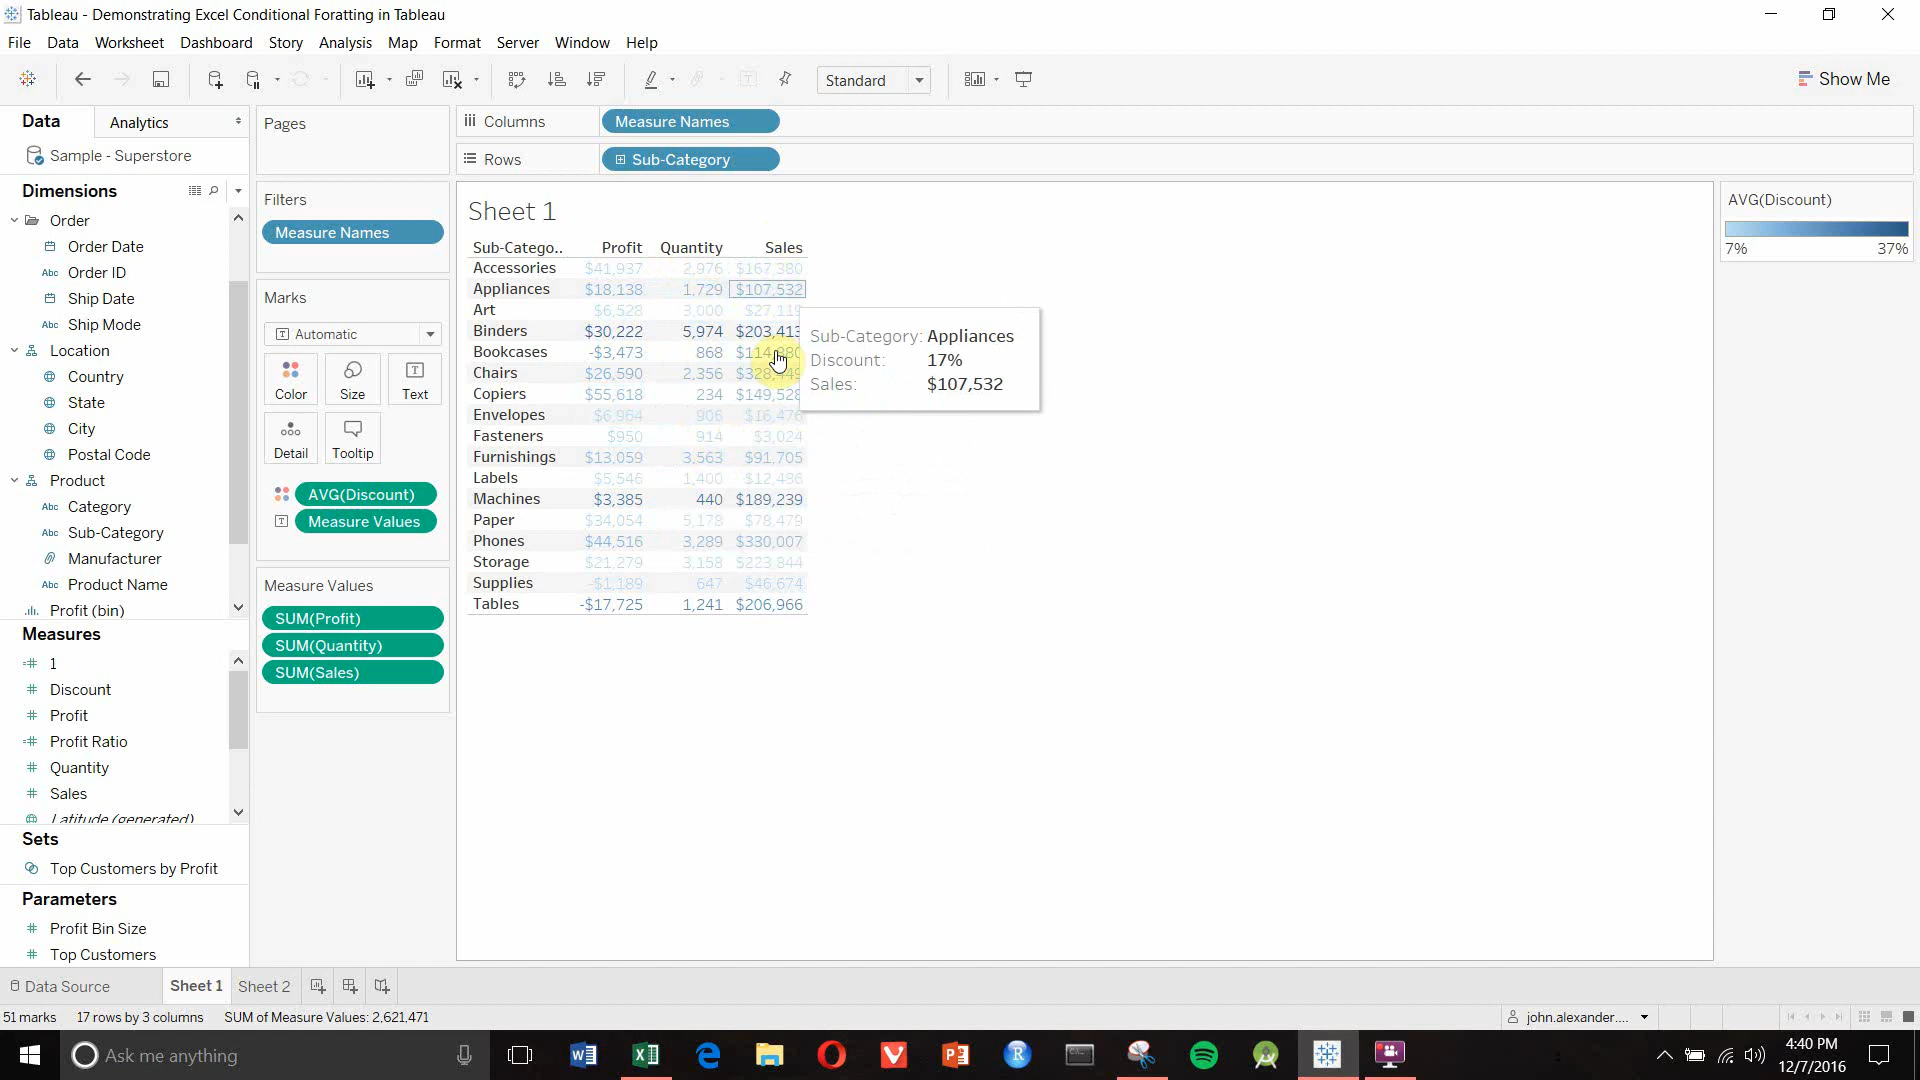 Tableau - Demonstrating Excel Conditional Foratting in Tableau
File Data Worksheet Dashboard Story Analysis Map Format Server Window Help
Standard
Show Me
Data Analytics
Sample - Superstore
Dimensions
Order
Order Date
Abc Order ID
Ship Date
Abc Ship Mode
Location
Country
State
City
Postal Code
Product
Abc Category
Abc Sub-Category
Manufacturer
Abc Product Name
Profit (bin)
Measures
1
Discount
Profit
Profit Ratio
Quantity
Sales
Latitude (generated)
Sets
Top Customers by Profit
Parameters
Profit Bin Size
Top Customers
Pages
Filters
Measure Names
Marks
Automatic
Color Size Text
Detail Tooltip
AVG(Discount)
Measure Values
Measure Values
SUM(Profit)
SUM(Quantity)
SUM(Sales)
Columns Measure Names
Rows Sub-Category
Sheet 1
Sub-Catego.. Profit Quantity Sales
Accessories $41,937 2,976 $167,380
Appliances $18,138 1,729 $107,532
Art $6,528 3,000 $27,119
Binders $30,222 5,974 $203,413
Bookcases -$3,473 868
Chairs $26,590 2,356 $328,449
Copiers $55,618 234 $149,528
Envelopes $6,964 906 $16,476
Fasteners $950 914 $3,024
Furnishings $13,059 3,563 $91,705
Labels $5,546 1,400 $12,486
Machines $3,385 440 $189,239
Paper $34,054 5,178 $78,479
Phones $44,516 3,289 $330,007
Storage $21,279 3,158 $223,844
Supplies -$1,189 647 $46,674
Tables -$17,725 1,241 $206,966
Sub-Category: Appliances
Discount: 17%
Sales: $107,532
AVG(Discount)
7% 37%
Data Source Sheet 1 Sheet 2
51 marks 17 rows by 3 columns SUM of Measure Values: 2,621,471
john.alexander....
Ask me anything
4:40 PM
12/7/2016